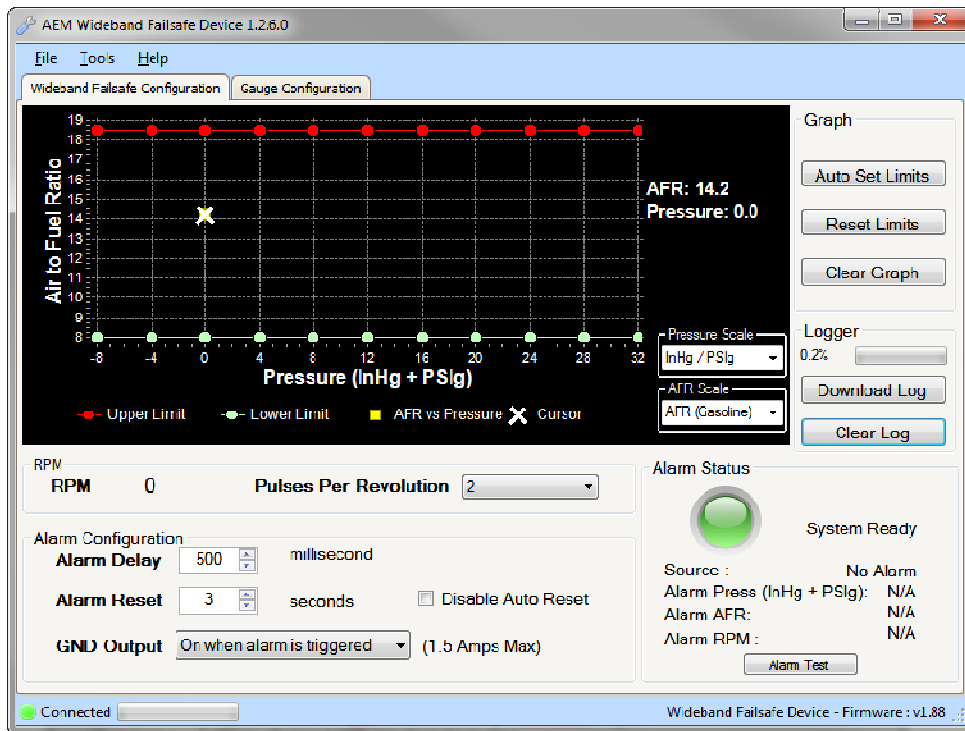 AEM Wideband Failsafe Device 1.2.6.0
File Tools Help
Wideband Failsafe Configuration Gauge Configuration
19
18
17
16
15
14
13
12
11
10
9
8
Air to Fuel Ratio
-8 -4 0 4 8 12 16 20 24 28 32
Pressure (InHg + PSIg)
Upper Limit Lower Limit AFR vs Pressure Cursor
AFR: 14.2
Pressure: 0.0
Pressure Scale
InHg / PSIg
AFR Scale
AFR (Gasoline)
Graph
Auto Set Limits
Reset Limits
Clear Graph
Logger
0.2%
Download Log
Clear Log
RPM
RPM 0 Pulses Per Revolution 2
Alarm Configuration
Alarm Delay 500 millisecond
Alarm Reset 3 seconds Disable Auto Reset
GND Output On when alarm is triggered (1.5 Amps Max)
Alarm Status
System Ready
Source : No Alarm
Alarm Press (InHg + PSIg): N/A
Alarm AFR: N/A
Alarm RPM : N/A
Alarm Test
Connected
Wideband Failsafe Device - Firmware : v1.88